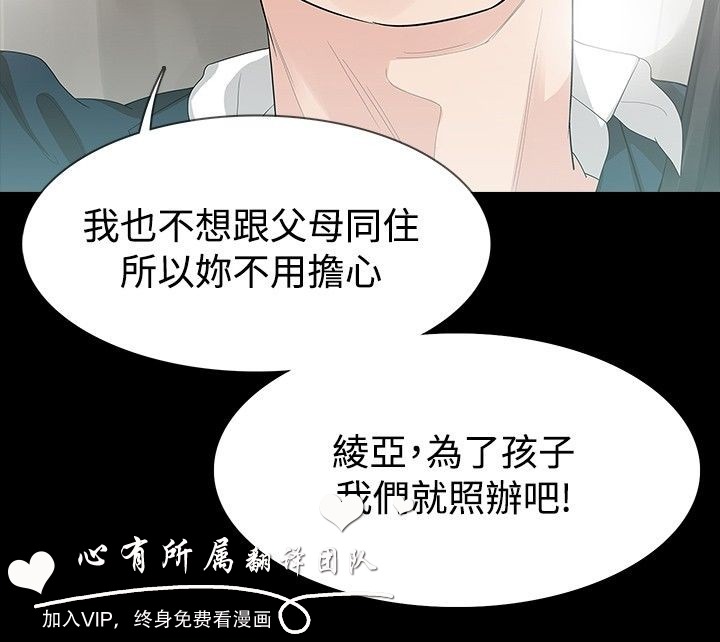 我也不想跟父母同住
所以妳不用擔心
綾亞，為了孩子
我們就照辦吧!
心有所属翻译团队
加入VIP，终身免费看漫画